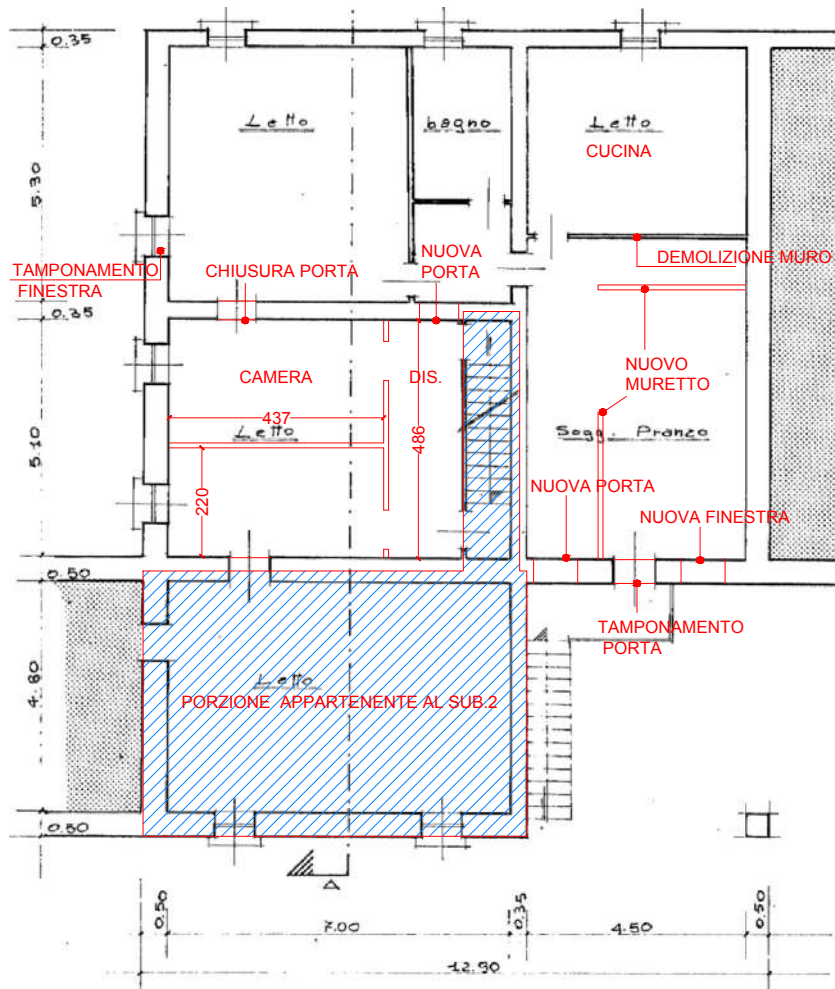 0.35
Letto
bagno
Letto
CUCINA
5.30
TAMPONAMENTO
FINESTRA
CHIUSURA PORTA
NUOVA
PORTA
DEMOLIZIONE MURO
0.35
CAMERA
DIS.
NUOVO
MURETTO
437
Letto
486
Sogg. Pranzo
5.10
220
NUOVA PORTA
NUOVA FINESTRA
0.50
TAMPONAMENTO
PORTA
Letto
PORZIONE APPARTENENTE AL SUB.2
4.80
0.50
A
0.50
7.00
0.35
4.50
0.50
12.90